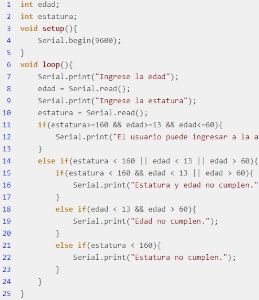 1 int edad;
2 int estatura;
3 void setup(){
4 Serial.begin(9600);
5 }
6 void loop(){
7 Serial.print("Ingrese la edad");
8 edad = Serial.read();
9 Serial.print("Ingrese la estatura");
10 estatura = Serial.read();
11 if(estatura>=160 && edad>=13 && edad<=60){
12 Serial.print("El usuario puede ingresar a la a
13 }
14 else if(estatura < 160 || edad < 13 || edad > 60){
15 if(estatura < 160 && edad < 13 || edad > 60){
16 Serial.print("Estatura y edad no cumplen."
17 }
18 else if(edad < 13 && edad > 60){
19 Serial.print("Edad no cumplen.");
20 }
21 else if(estatura < 160){
22 Serial.print("Estatura no cumplen.");
23 }
24 }
25 }